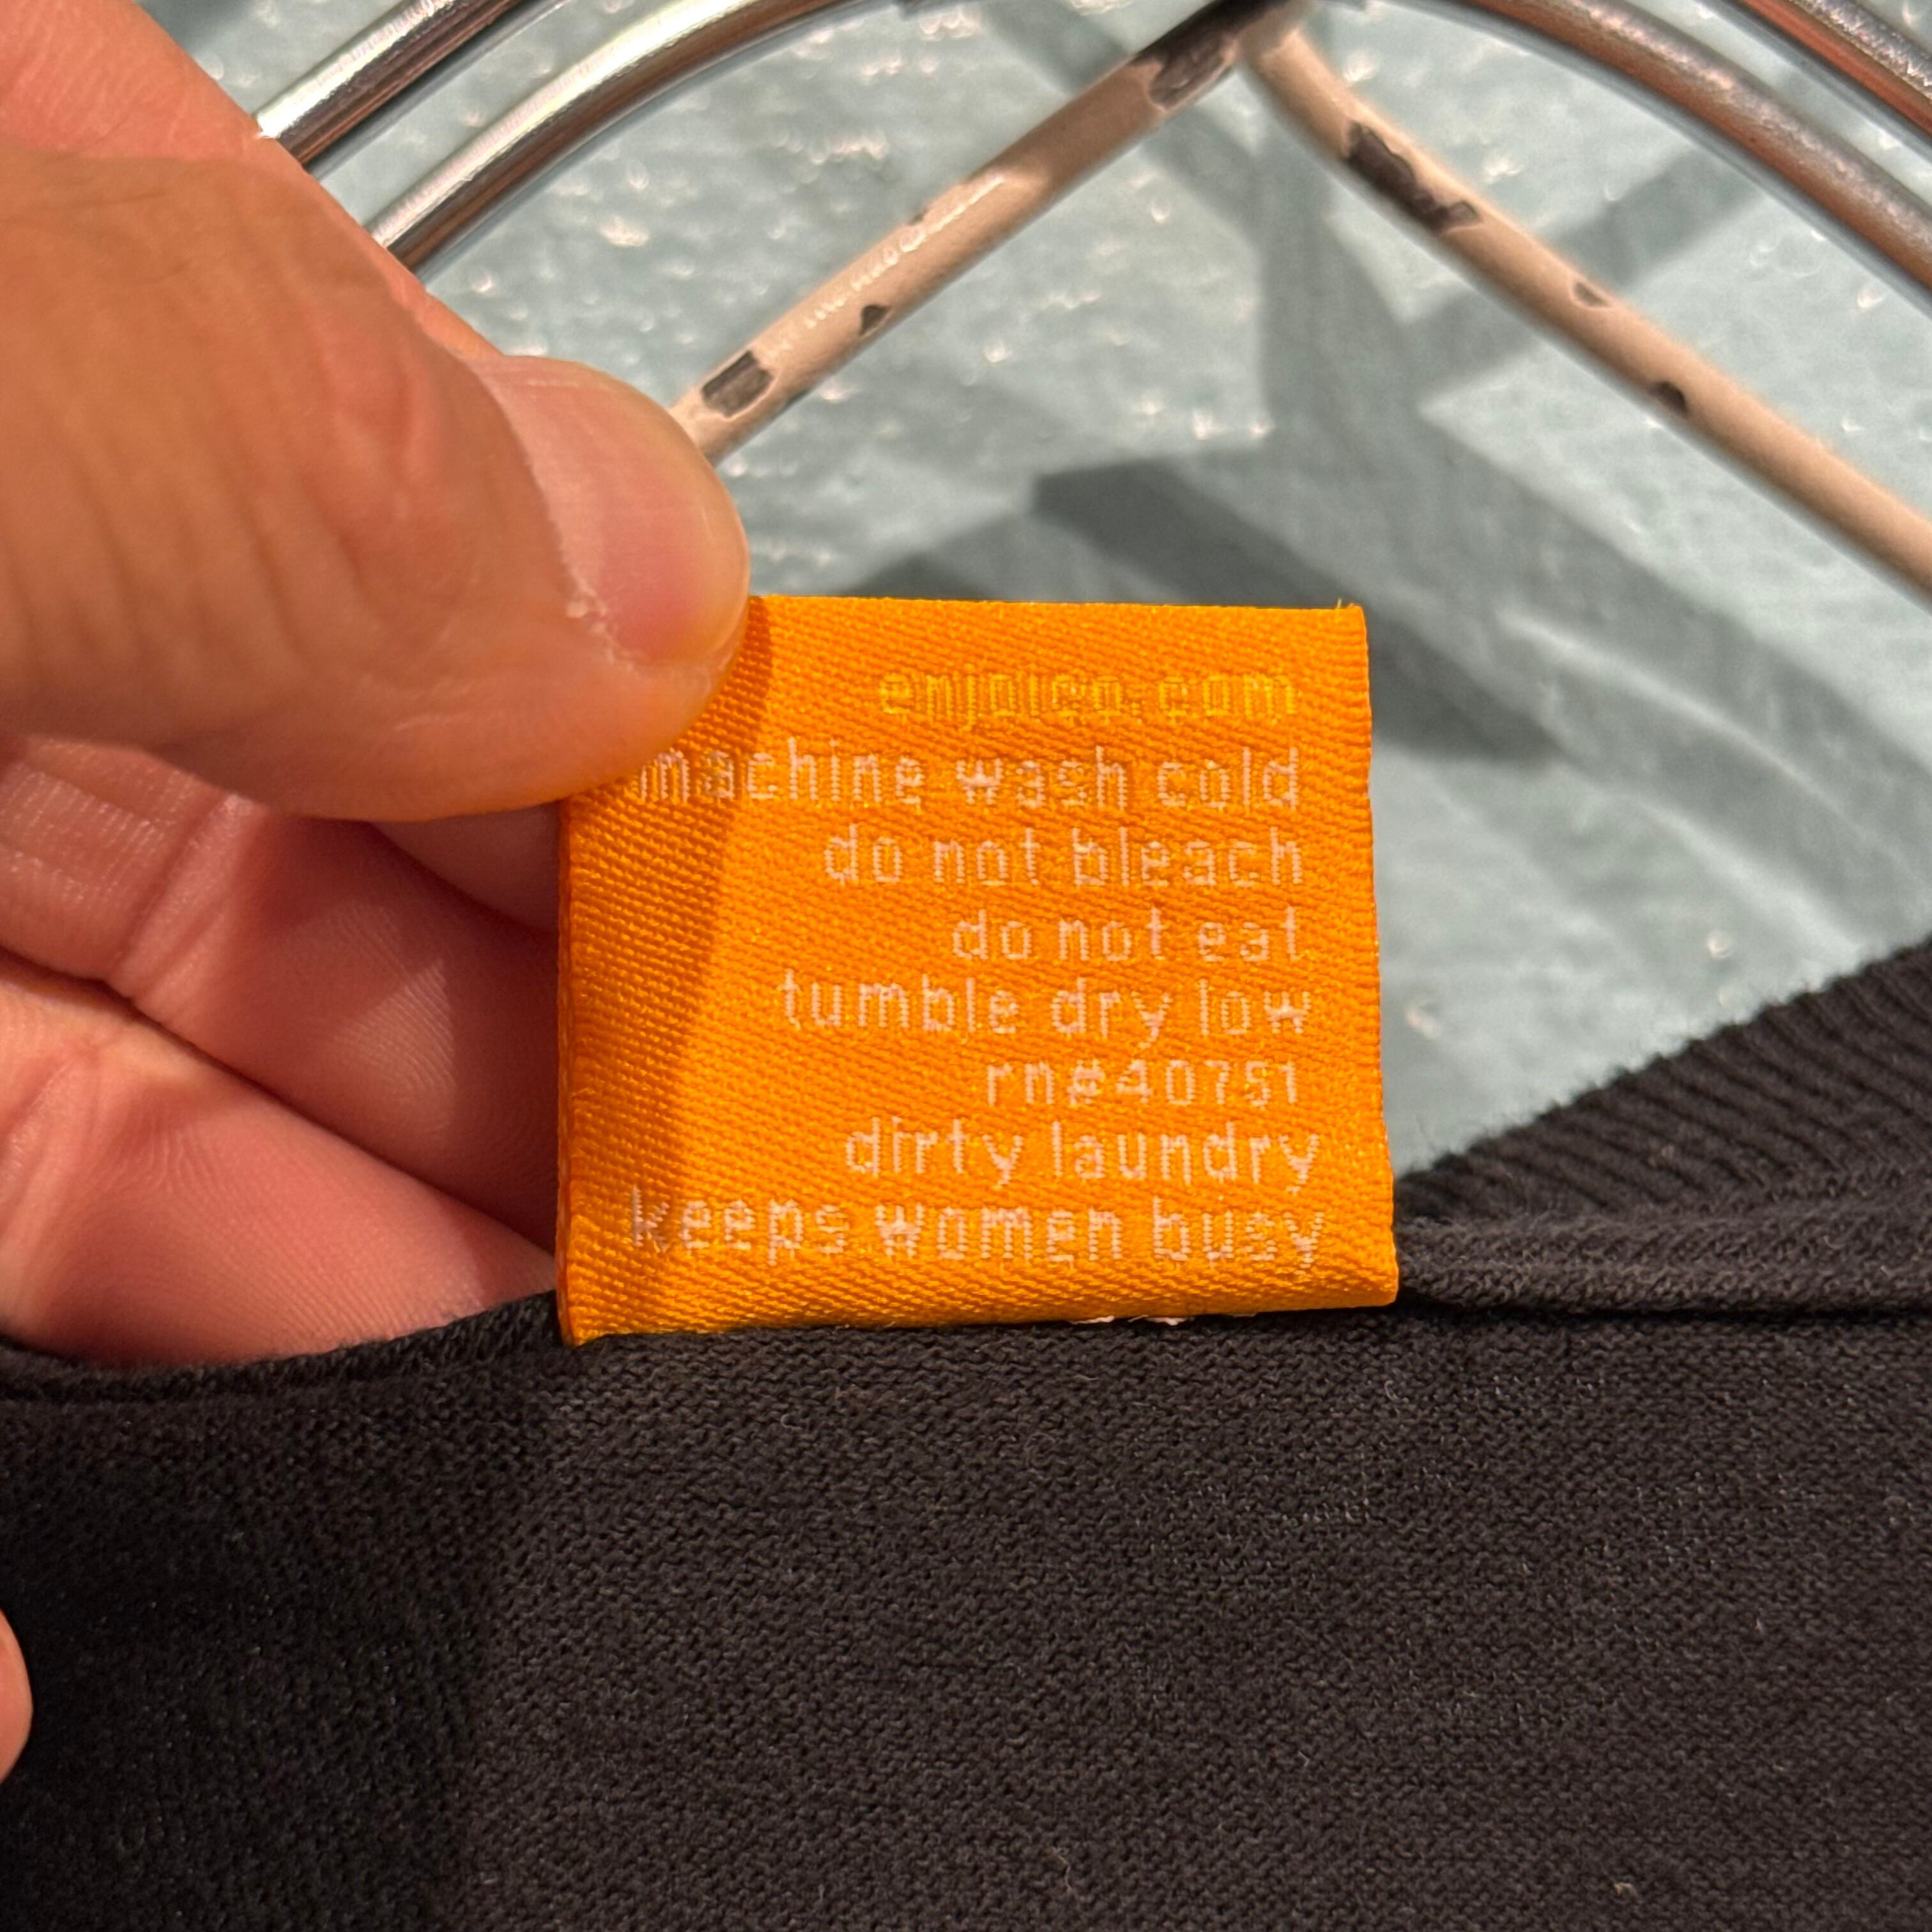 enjoico.com
machine wash cold
do not bleach
do not eat
tumble dry low
rn#40751
dirty laundry
keeps women busy